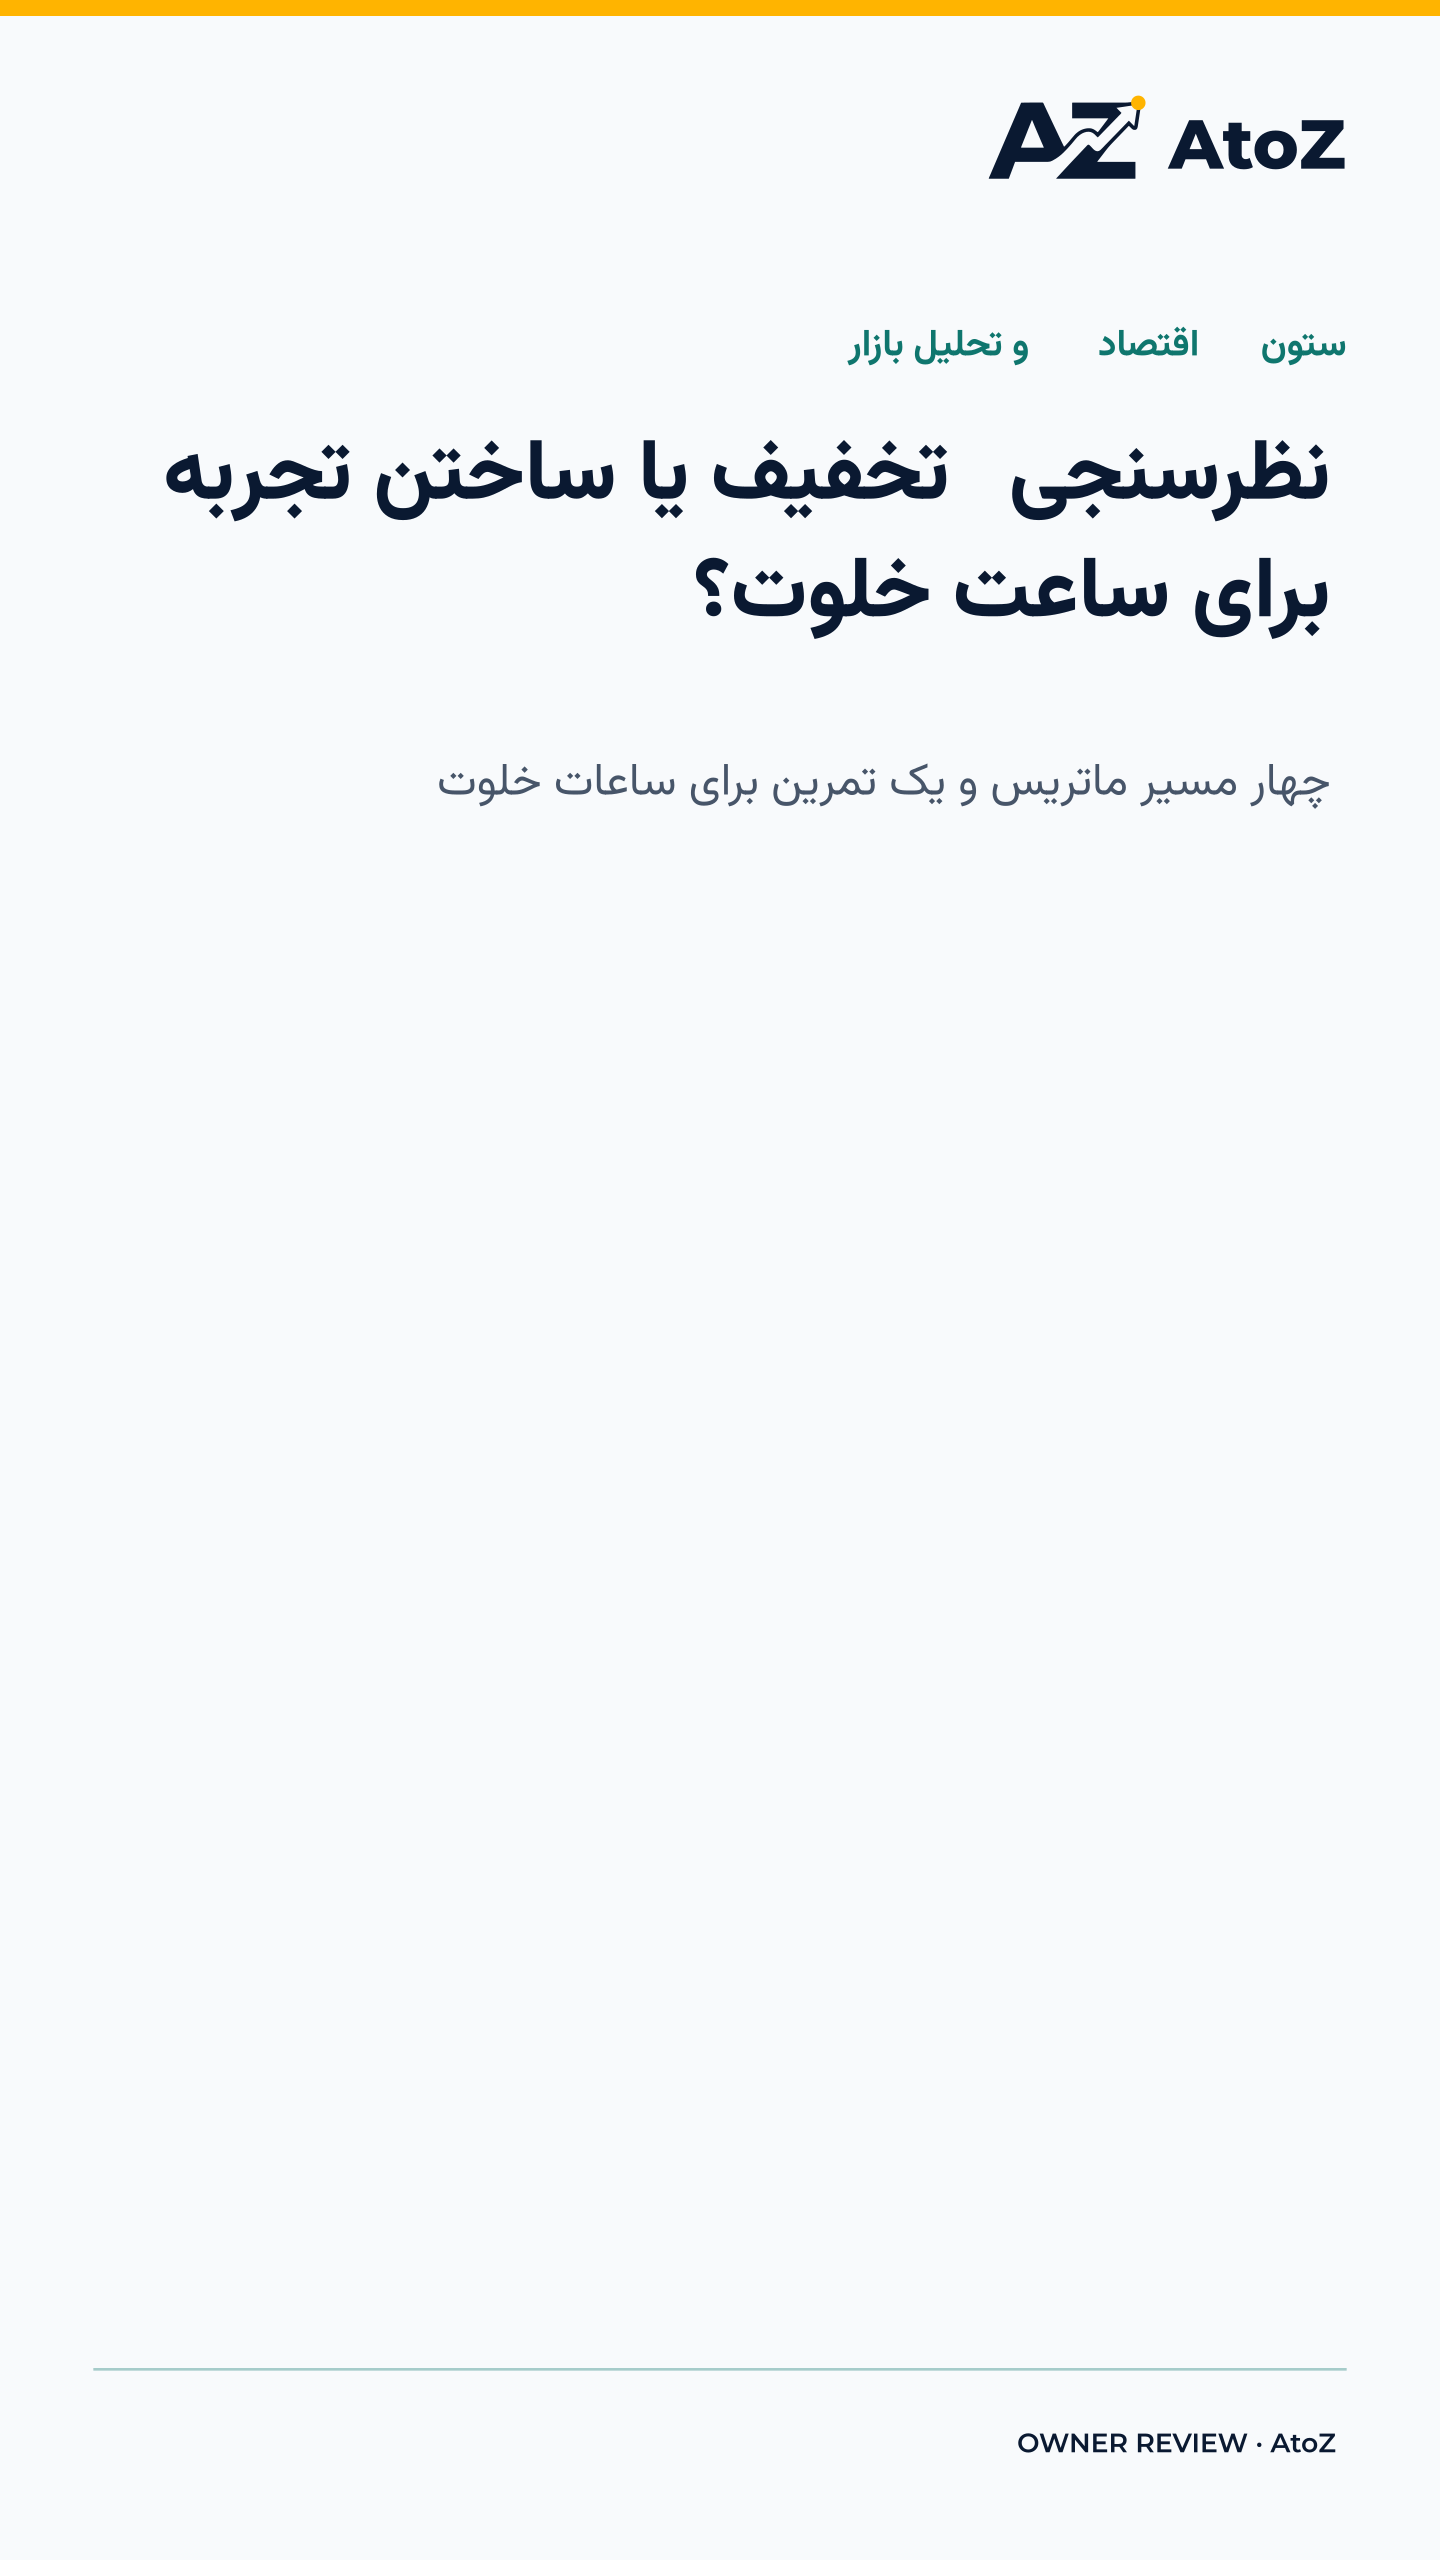 AZ AtoZ
ستون اقتصاد و تحلیل بازار
نظرسنجی تخفیف یا ساختن تجربه
برای ساعت خلوت؟
چهار مسیر ماتریس و یک تمرین برای ساعات خلوت
OWNER REVIEW · AtoZ